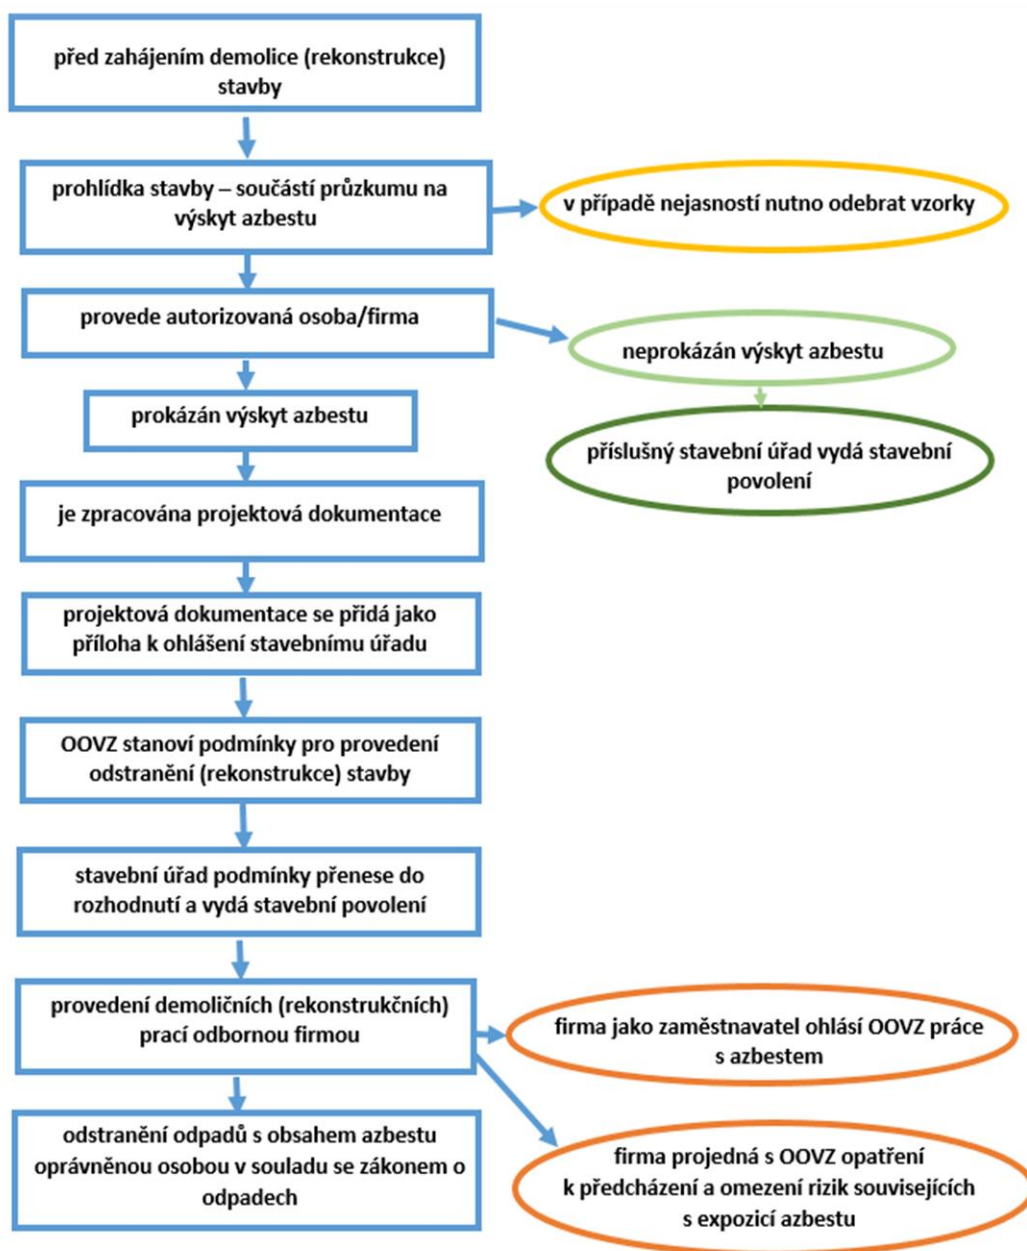 před zahájením demolice (rekonstrukce)
stavby
prohlídka stavby – součástí průzkumu na
výskyt azbestu
v případě nejasností nutno odebrat vzorky
provede autorizovaná osoba/firma
neprokázán výskyt azbestu
prokázán výskyt azbestu
příslušný stavební úřad vydá stavební
povolení
je zpracována projektová dokumentace
projektová dokumentace se přidá jako
příloha k ohlášení stavebnímu úřadu
OOVZ stanoví podmínky pro provedení
odstranění (rekonstrukce) stavby
stavební úřad podmínky přenese do
rozhodnutí a vydá stavební povolení
provedení demoličních (rekonstrukčních)
prací odbornou firmou
firma jako zaměstnavatel ohlásí OOVZ práce
s azbestem
odstranění odpadů s obsahem azbestu
oprávněnou osobou v souladu se zákonem o
odpadech
firma projedná s OOVZ opatření
k předcházení a omezení rizik souvisejících
s expozicí azbestu